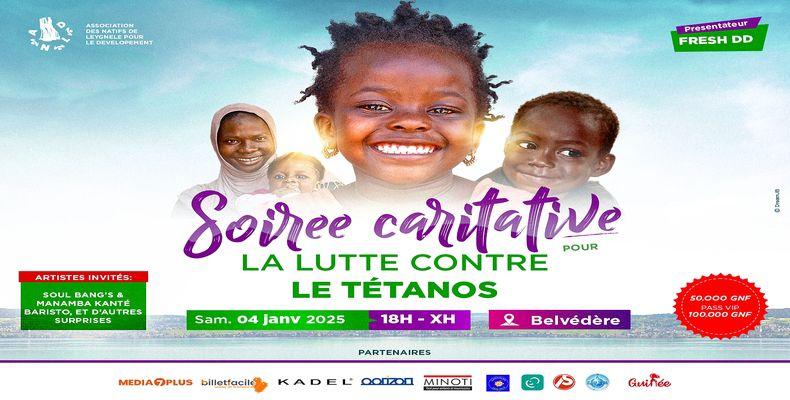 ASSOCIATION
DES NATIFS DE
LEYGNELE POUR
LE DEVELOPEMENT
Presentateur
FRESH DD
Soiree caritative
POUR
LA LUTTE CONTRE
LE TÉTANOS
ARTISTES INVITÉS:
SOUL BANG'S &
MANAMBA KANTÉ
BARISTO, ET D'AUTRES
SURPRISES
Sam. 04 janv 2025
18H - XH
Belvédère
50,000 GNF
PASS VIP
100,000 GNF
PARTENAIRES
MEDIA7PLUS
billetfacile
KADEL
MINOTI
Guinée